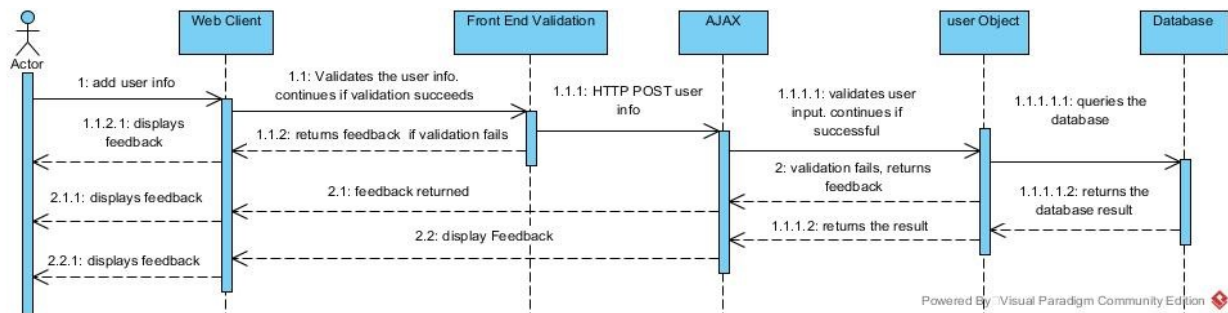 Web Client
Front End Validation
AJAX
user Object
Database
Actor
1: add user info
1.1: Validates the user info.
continues if validation succeeds
1.1.1: HTTP POST user
info
1.1.1.1: validates user
input. continues if
successful
1.1.1.1.1: queries the
database
1.1.2.1: displays
feedback
1.1.2: returns feedback if validation fails
2: validation fails, returns
feedback
1.1.1.1.2: returns the
database result
2.1.1: displays feedback
2.1: feedback returned
1.1.1.2: returns the result
2.2: display Feedback
2.2.1: displays feedback
Powered By Visual Paradigm Community Edition